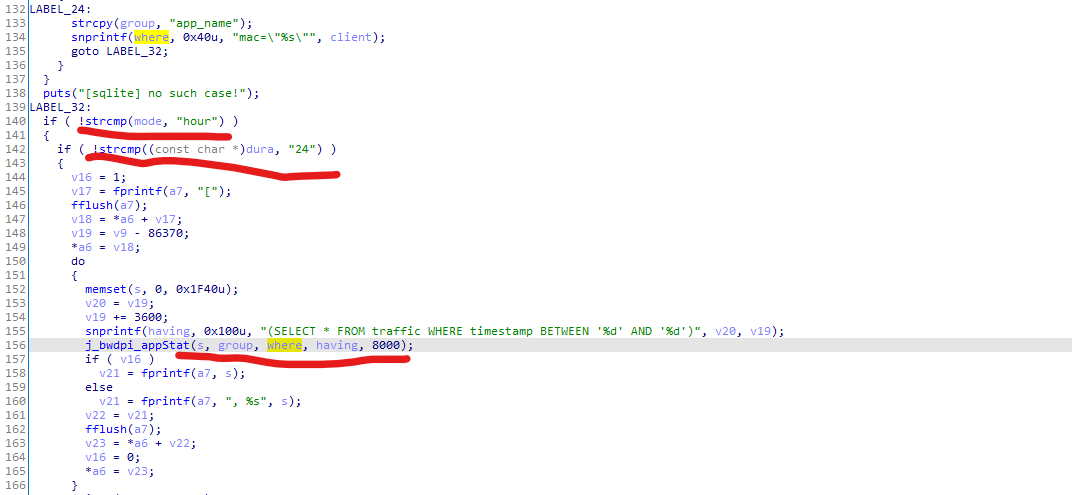 132 LABEL_24:
133 strcpy(group, "app_name");
134 snprintf(where, 0x40u, "mac=\"%s\"", client);
135 goto LABEL_32;
136 }
137 }
138 puts("[sqlite] no such case!");
139 LABEL_32:
140 if ( !strcmp(mode, "hour") )
141 {
142 if ( !strcmp((const char *)dura, "24") )
143 {
144 v16 = 1;
145 v17 = fprintf(a7, "[");
146 fflush(a7);
147 v18 = *a6 + v17;
148 v19 = v9 - 86370;
149 *a6 = v18;
150 do
151 {
152 memset(s, 0, 0x1F40u);
153 v20 = v19;
154 v19 += 3600;
155 snprintf(having, 0x100u, "(SELECT * FROM traffic WHERE timestamp BETWEEN '%d' AND '%d')", v20, v19);
156 j_bwdpi_appStat(s, group, where, having, 8000);
157 if ( v16 )
158 v21 = fprintf(a7, s);
159 else
160 v21 = fprintf(a7, ", %s", s);
161 v22 = v21;
162 fflush(a7);
163 v23 = *a6 + v22;
164 v16 = 0;
165 *a6 = v23;
166 }